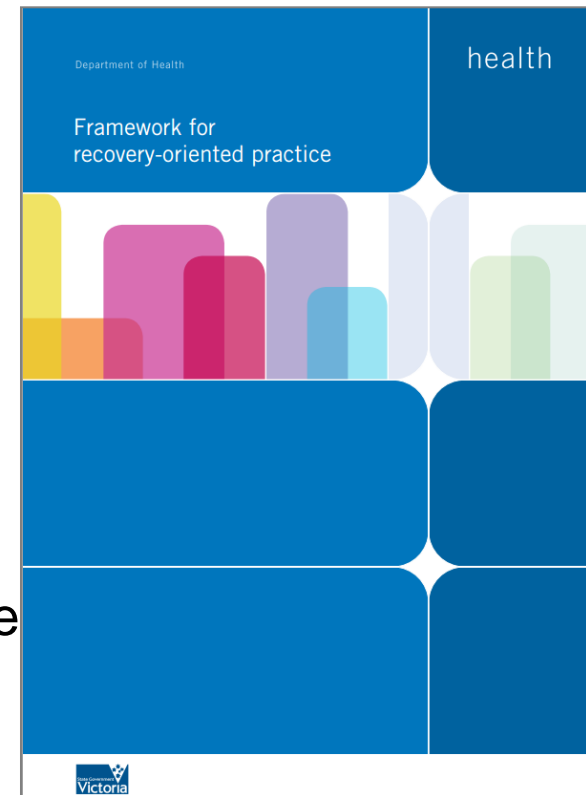 health
Department of Health
Framework for
recovery-oriented practice
e
State Government
Victoria